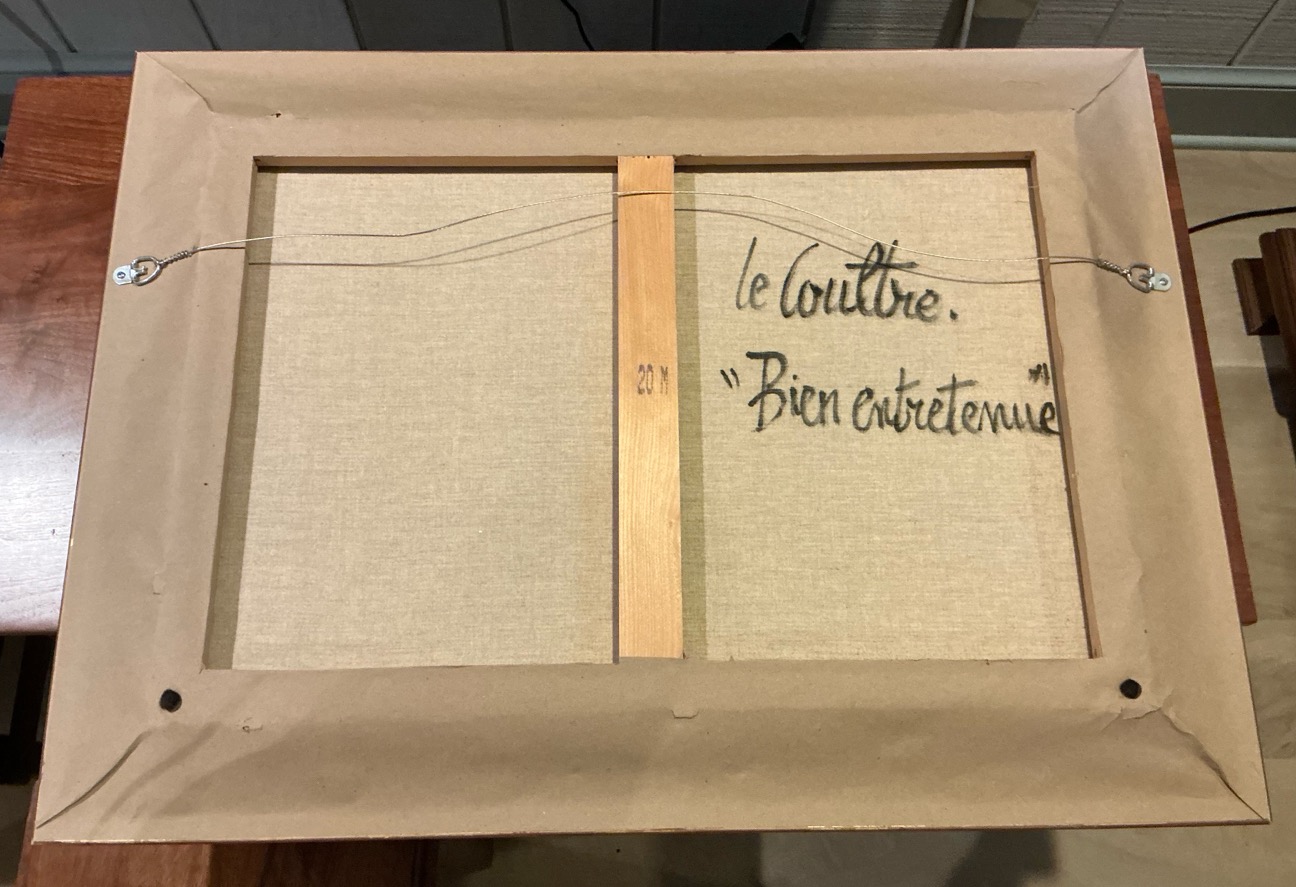 le Coultre.
"Bien entretenue"
20 M